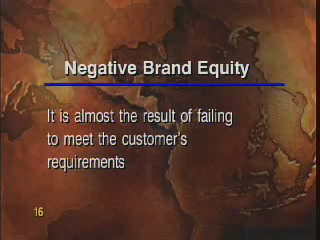 Negative Brand Equity
It is almost the result of failing
to meet the customer's
requirements
16